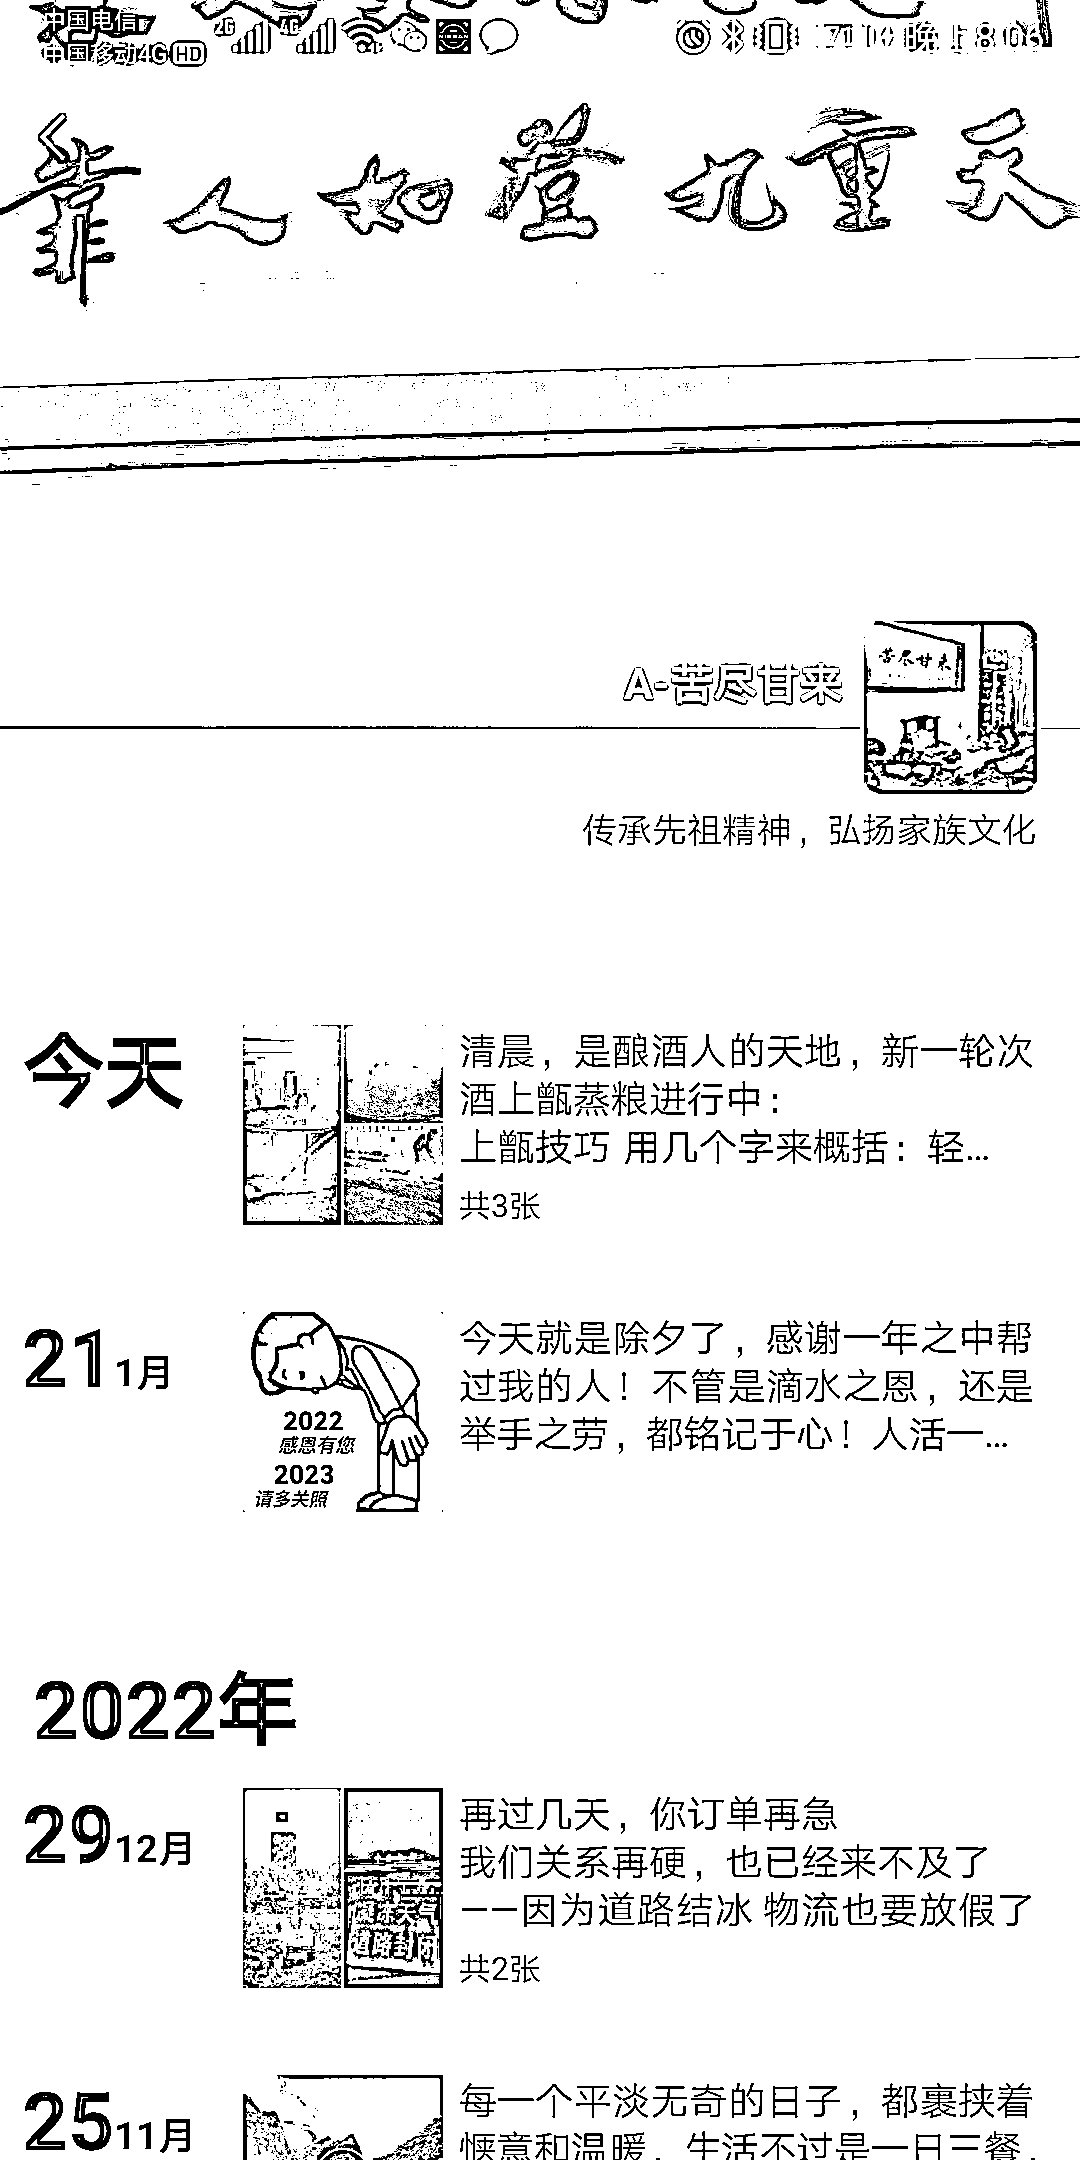 中国电信
中国移动4G HD
2G 4G
晚上8:06
靠人如登九重天
A-苦尽甘来
苦尽甘来
传承先祖精神，弘扬家族文化
今天
清晨，是酿酒人的天地，新一轮次
酒上甑蒸粮进行中：
上甑技巧 用几个字来概括：轻...
共3张
21 1月
今天就是除夕了，感谢一年之中帮
过我的人！不管是滴水之恩，还是
举手之劳，都铭记于心！人活一...
2022
感恩有您
2023
请多关照
2022年
29 12月
再过几天，你订单再急
我们关系再硬，也已经来不及了
——因为道路结冰 物流也要放假了
共2张
25 11月
每一个平淡无奇的日子，都裹挟着
惬意和温暖，生活不过是一日三餐，